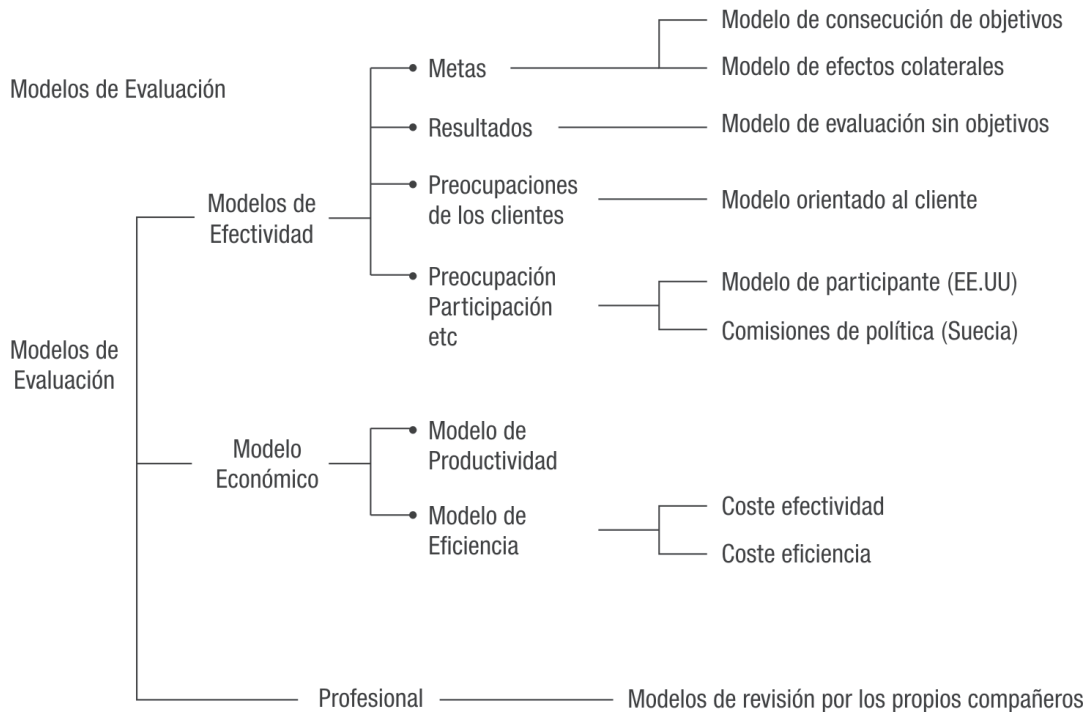 Modelos de Evaluación
Modelos de
Evaluación
Modelos de
Efectividad
Metas
Modelo de consecución de objetivos
Modelo de efectos colaterales
Resultados
Modelo de evaluación sin objetivos
Preocupaciones
de los clientes
Modelo orientado al cliente
Preocupación
Participación
etc
Modelo de participante (EE.UU)
Comisiones de política (Suecia)
Modelo
Económico
Modelo de
Productividad
Modelo de
Eficiencia
Coste efectividad
Coste eficiencia
Profesional
Modelos de revisión por los propios compañeros